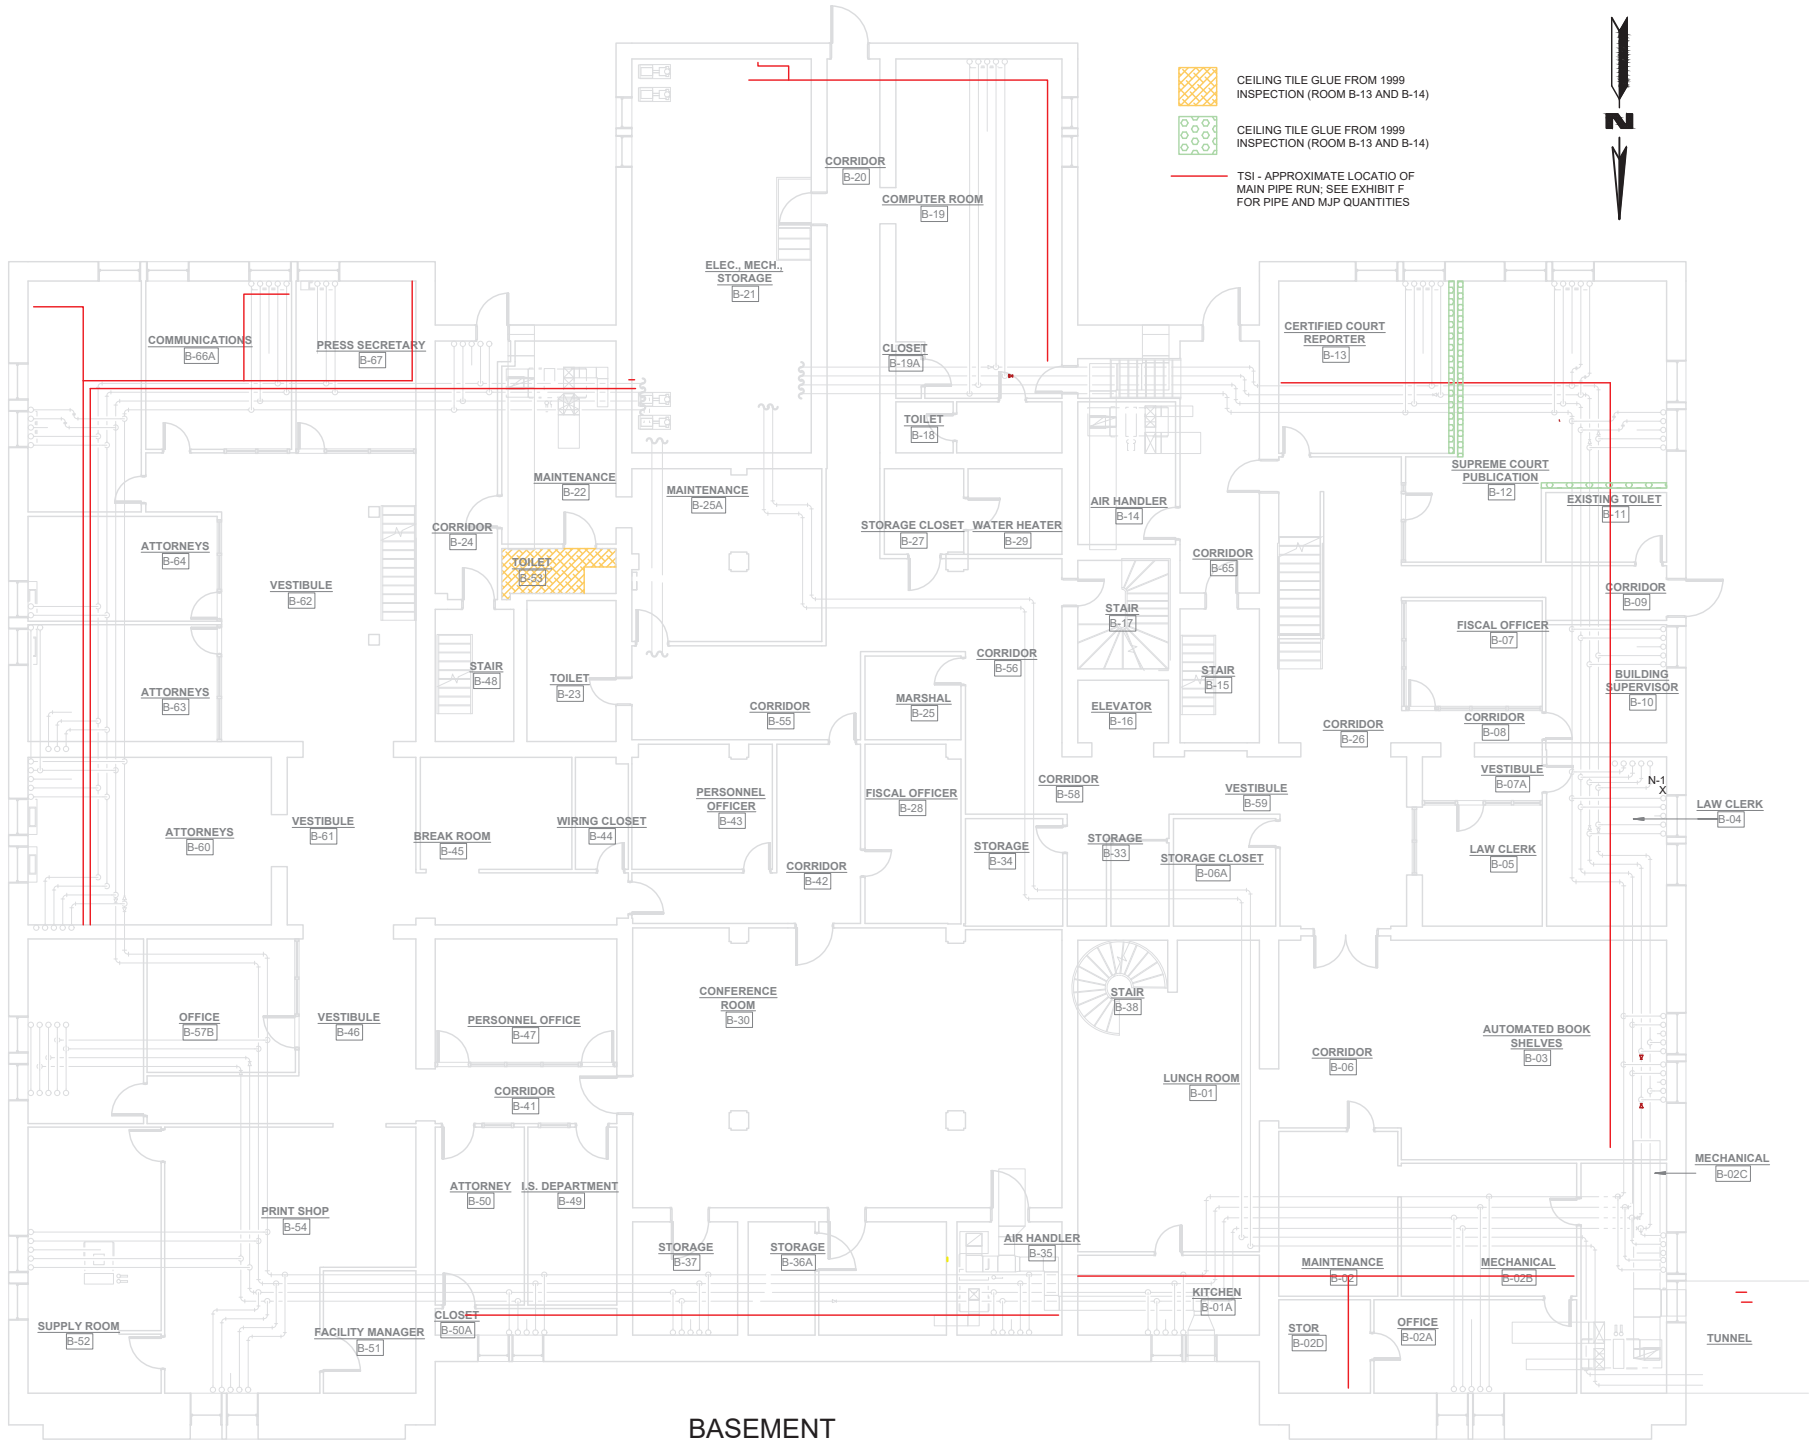 CEILING TILE GLUE FROM 1999
INSPECTION (ROOM B-13 AND B-14)
CEILING TILE GLUE FROM 1999
INSPECTION (ROOM B-13 AND B-14)
TSI - APPROXIMATE LOCATIO OF
MAIN PIPE RUN; SEE EXHIBIT F
FOR PIPE AND MJP QUANTITIES
N
CORRIDOR
B-20
COMPUTER ROOM
B-19
ELEC., MECH.,
STORAGE
B-21
COMMUNICATIONS
B-66A
PRESS SECRETARY
B-67
CLOSET
B-19A
CERTIFIED COURT
REPORTER
B-13
TOILET
B-18
MAINTENANCE
B-22
MAINTENANCE
B-25A
AIR HANDLER
B-14
SUPREME COURT
PUBLICATION
B-12
EXISTING TOILET
B-11
CORRIDOR
B-24
STORAGE CLOSET
B-27
WATER HEATER
B-29
ATTORNEYS
B-64
TOILET
B-53
CORRIDOR
B-65
VESTIBULE
B-62
CORRIDOR
B-09
STAIR
B-17
FISCAL OFFICER
B-07
CORRIDOR
B-56
STAIR
B-48
TOILET
B-23
STAIR
B-15
BUILDING
SUPERVISOR
B-10
ATTORNEYS
B-63
MARSHAL
B-25
CORRIDOR
B-55
ELEVATOR
B-16
CORRIDOR
B-26
CORRIDOR
B-08
VESTIBULE
B-07A
N-1
X
CORRIDOR
B-58
VESTIBULE
B-59
LAW CLERK
B-04
PERSONNEL
OFFICER
B-43
FISCAL OFFICER
B-28
ATTORNEYS
B-60
VESTIBULE
B-61
BREAK ROOM
B-45
WIRING CLOSET
B-44
STORAGE
B-34
STORAGE
B-33
STORAGE CLOSET
B-06A
LAW CLERK
B-05
CORRIDOR
B-42
CONFERENCE
ROOM
B-30
STAIR
B-38
OFFICE
B-57B
VESTIBULE
B-46
PERSONNEL OFFICE
B-47
AUTOMATED BOOK
SHELVES
B-03
CORRIDOR
B-06
LUNCH ROOM
B-01
CORRIDOR
B-41
MECHANICAL
B-02C
ATTORNEY
B-50
I.S. DEPARTMENT
B-49
PRINT SHOP
B-54
STORAGE
B-37
STORAGE
B-36A
AIR HANDLER
B-35
MAINTENANCE
B-02
MECHANICAL
B-02B
KITCHEN
B-01A
SUPPLY ROOM
B-52
FACILITY MANAGER
B-51
CLOSET
B-50A
STOR
B-02D
OFFICE
B-02A
TUNNEL
BASEMENT